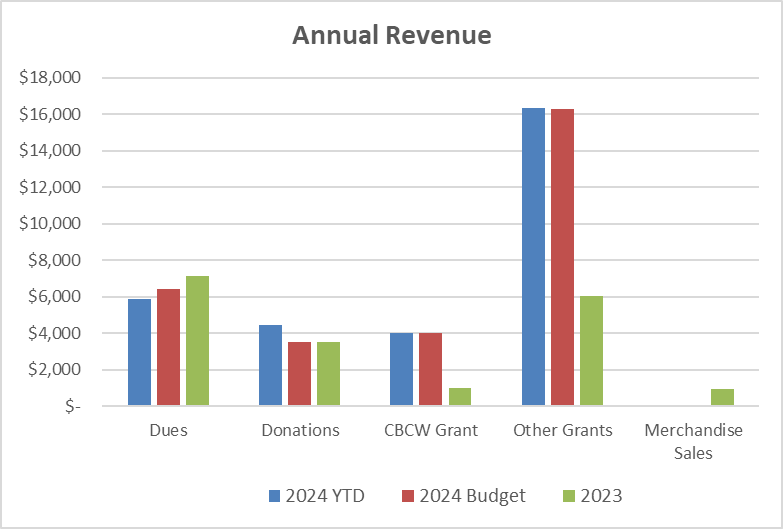 Annual Revenue
$18,000
$16,000
$14,000
$12,000
$10,000
$8,000
$6,000
$4,000
$2,000
$-
Dues Donations CBCW Grant Other Grants Merchandise
Sales
2024 YTD 2024 Budget 2023